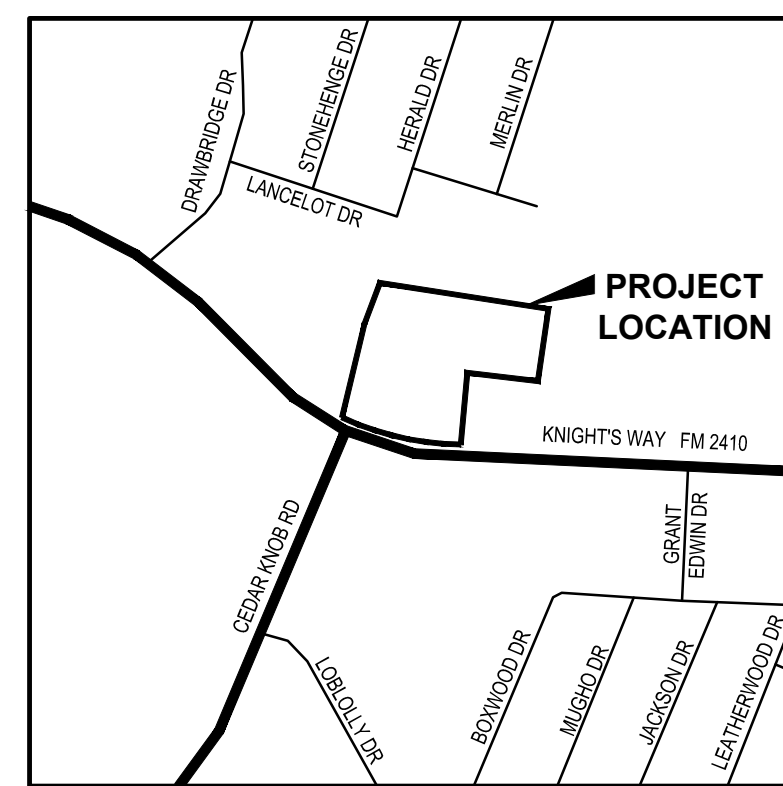 DRAWBRIDGE DR
STONEHENGE DR
HERALD DR
MERLIN DR
LANCELOT DR
PROJECT
LOCATION
KNIGHT'S WAY FM 2410
CEDAR KNOB RD
GRANT
EDWIN DR
LOBLOLLY DR
BOXWOOD DR
MUGHO DR
JACKSON DR
LEATHERWOOD DR